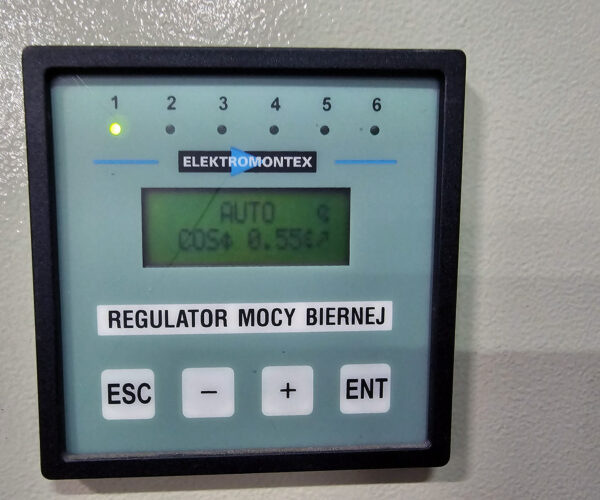 1 2 3 4 5 6
ELEKTROMONTEX
AUTO
COSφ 0.55
REGULATOR MOCY BIERNEJ
ESC − + ENT